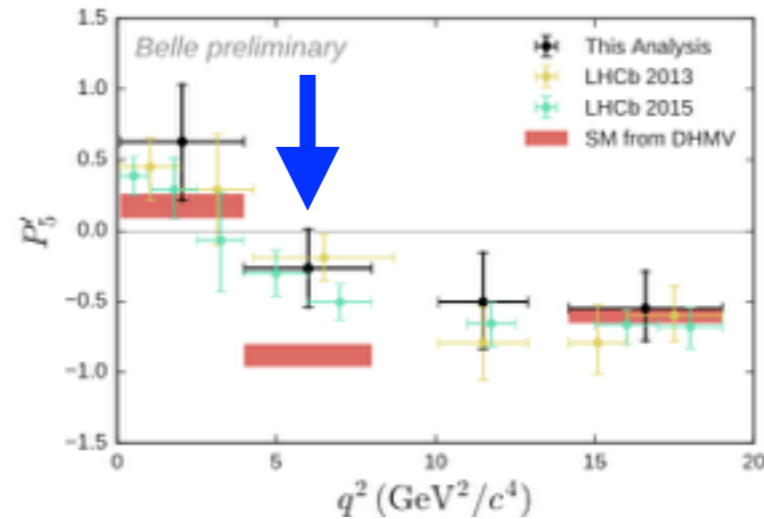 Belle preliminary
This Analysis
LHCb 2013
LHCb 2015
SM from DHMV
1.5
1.0
0.5
0.0
−0.5
−1.0
−1.5
P′5
0
5
10
15
20
q² (GeV²/c⁴)